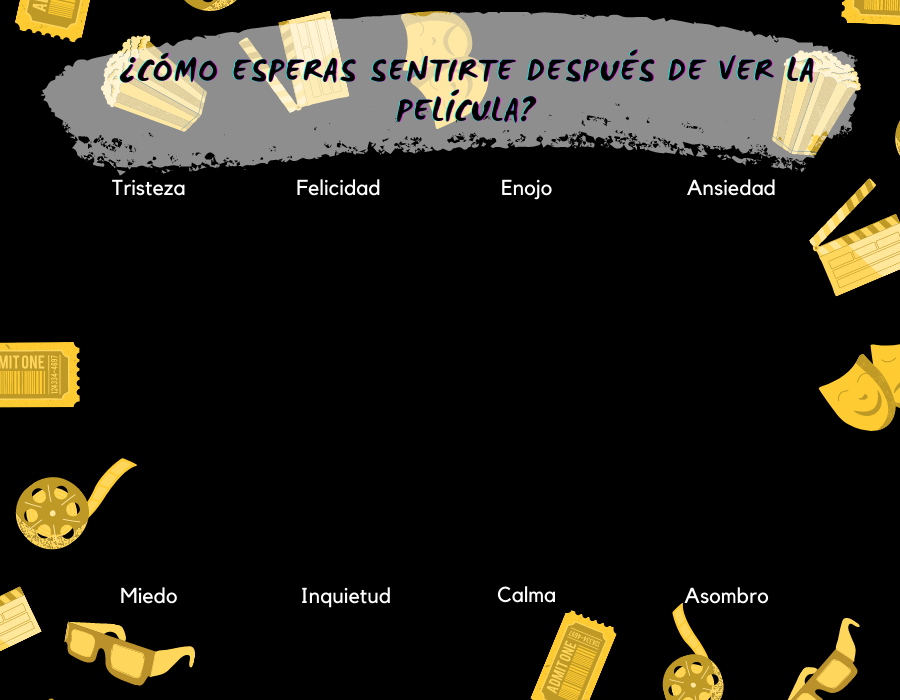 ¿CÓMO ESPERAS SENTIRTE DESPUÉS DE VER LA
PELÍCULA?
Tristeza Felicidad Enojo Ansiedad
ADMIT ONE
Miedo Inquietud Calma Asombro
ADMIT ONE